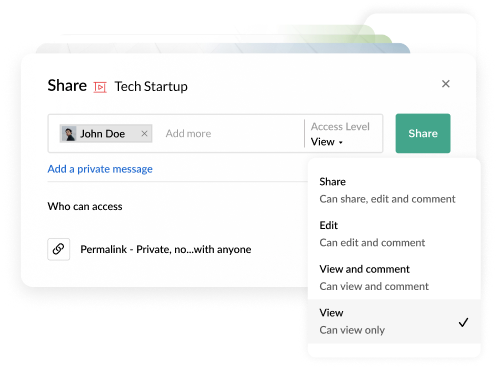 Share Tech Startup
John Doe × Add more
Access Level
View
Share
Add a private message
Who can access
Permalink - Private, no...with anyone
Share
Can share, edit and comment
Edit
Can edit and comment
View and comment
Can view and comment
View
Can view only